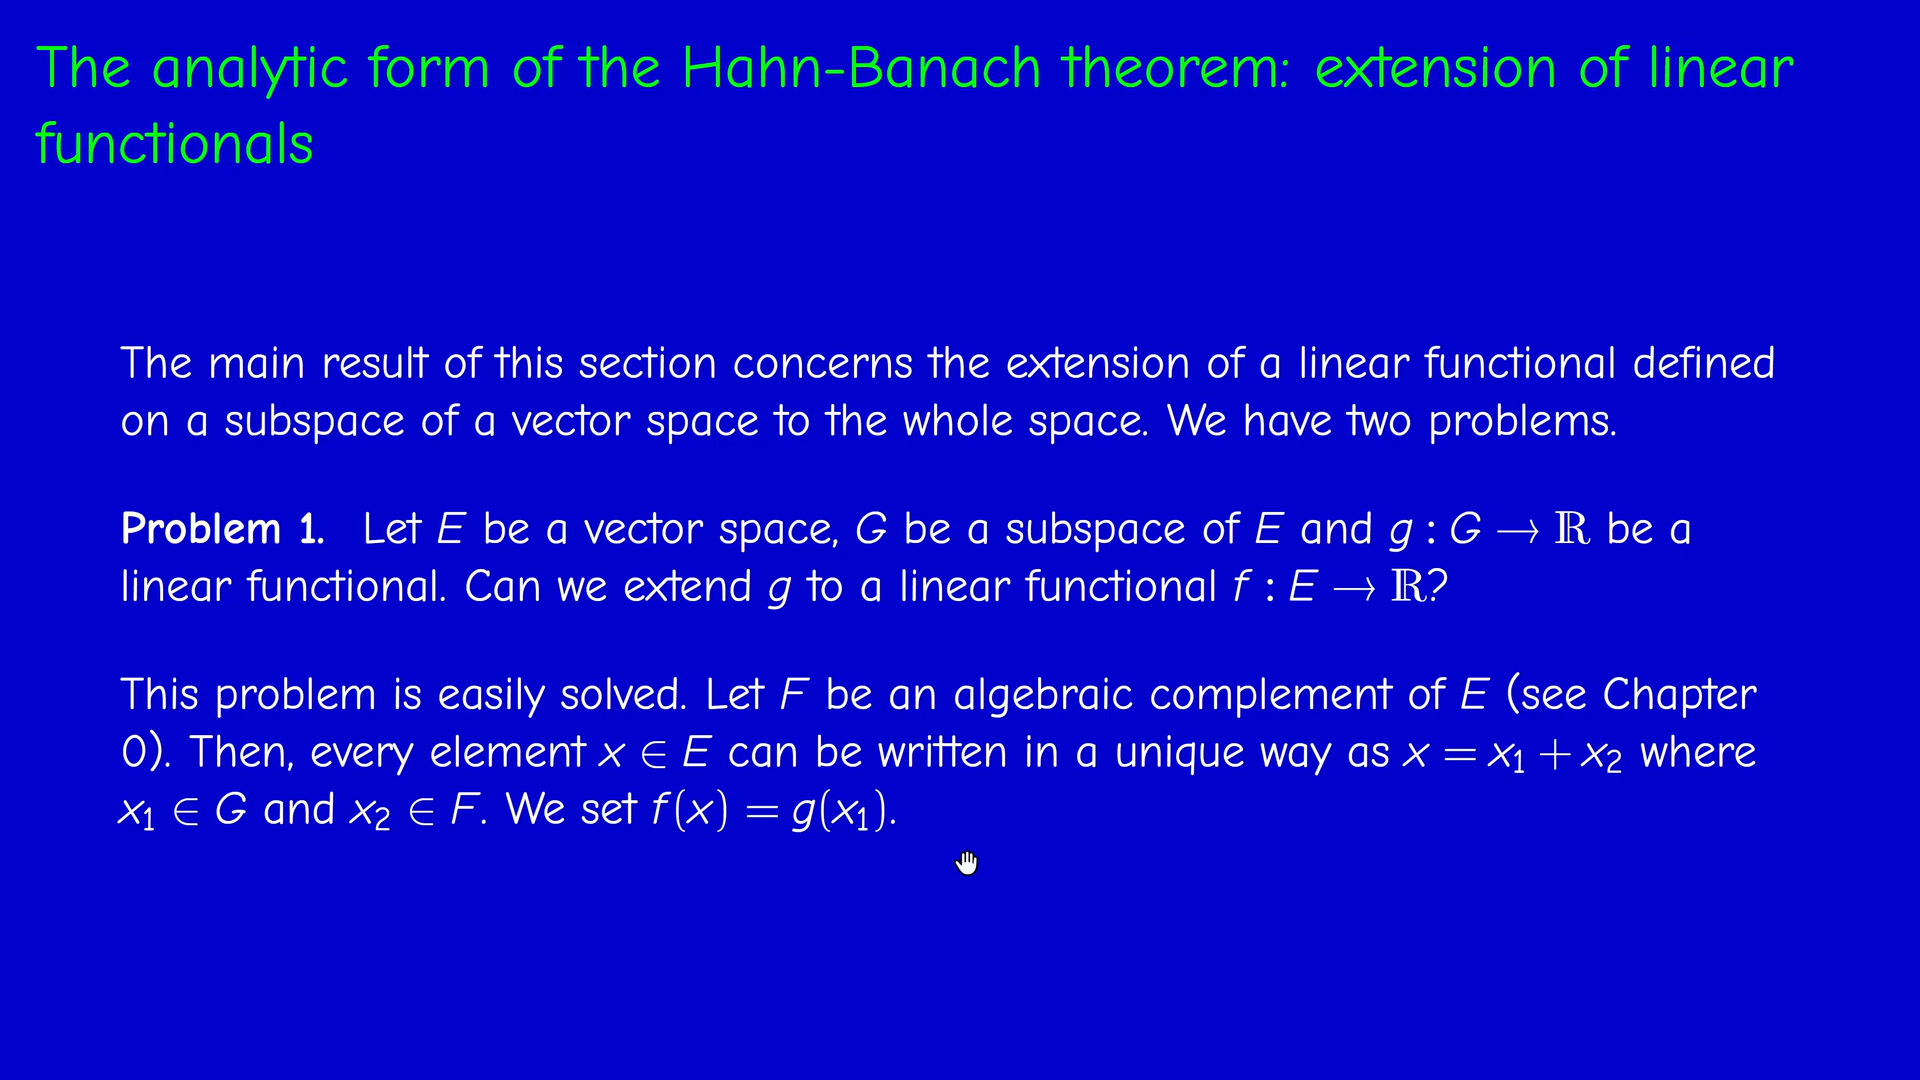 The analytic form of the Hahn-Banach theorem: extension of linear
functionals
The main result of this section concerns the extension of a linear functional defined
on a subspace of a vector space to the whole space. We have two problems.
Problem 1. Let E be a vector space, G be a subspace of E and g : G → ℝ be a
linear functional. Can we extend g to a linear functional f : E → ℝ?
This problem is easily solved. Let F be an algebraic complement of E (see Chapter
0). Then, every element x ∈ E can be written in a unique way as x = x₁ + x₂ where
x₁ ∈ G and x₂ ∈ F. We set f(x) = g(x₁).